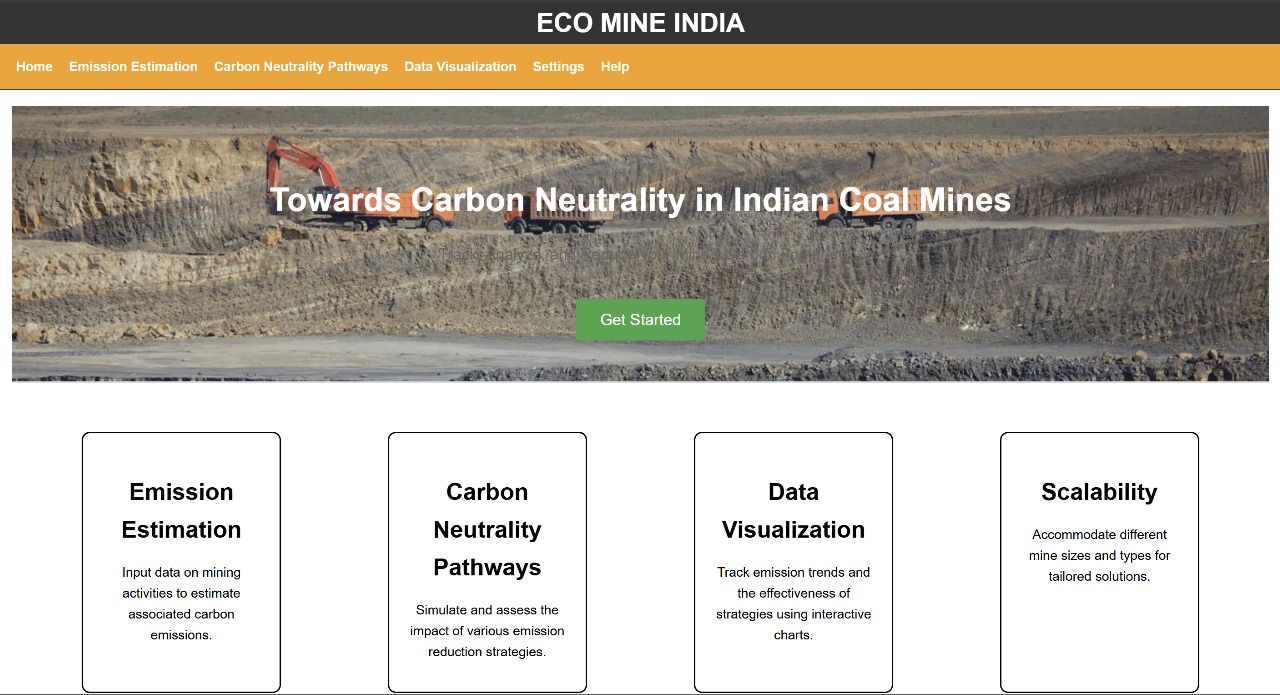 ECO MINE INDIA
Home Emission Estimation Carbon Neutrality Pathways Data Visualization Settings Help
Towards Carbon Neutrality in Indian Coal Mines
Get Started
Emission
Estimation
Input data on mining
activities to estimate
associated carbon
emissions.
Carbon
Neutrality
Pathways
Simulate and assess the
impact of various emission
reduction strategies.
Data
Visualization
Track emission trends and
the effectiveness of
strategies using interactive
charts.
Scalability
Accommodate different
mine sizes and types for
tailored solutions.